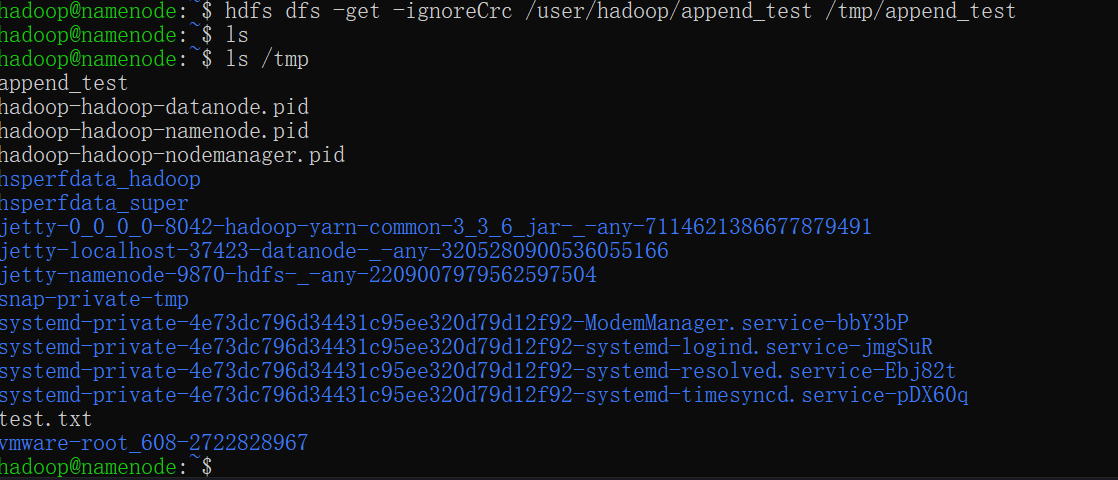 hadoop@namenode:~$ hdfs dfs -get -ignoreCrc /user/hadoop/append_test /tmp/append_test
hadoop@namenode:~$ ls
hadoop@namenode:~$ ls /tmp
append_test
hadoop-hadoop-datanode.pid
hadoop-hadoop-namenode.pid
hadoop-hadoop-nodemanager.pid
hsperfdata_hadoop
hsperfdata_super
jetty-0_0_0_0-8042-hadoop-yarn-common-3_3_6_jar-_-any-7114621386677879491
jetty-localhost-37423-datanode-_-any-3205280900536055166
jetty-namenode-9870-hdfs-_-any-2209007979562597504
snap-private-tmp
systemd-private-4e73dc796d34431c95ee320d79d12f92-ModemManager.service-bbY3bP
systemd-private-4e73dc796d34431c95ee320d79d12f92-systemd-logind.service-jmgSuR
systemd-private-4e73dc796d34431c95ee320d79d12f92-systemd-resolved.service-Ebj82t
systemd-private-4e73dc796d34431c95ee320d79d12f92-systemd-timesyncd.service-pDX60q
test.txt
vmware-root_608-2722828967
hadoop@namenode:~$